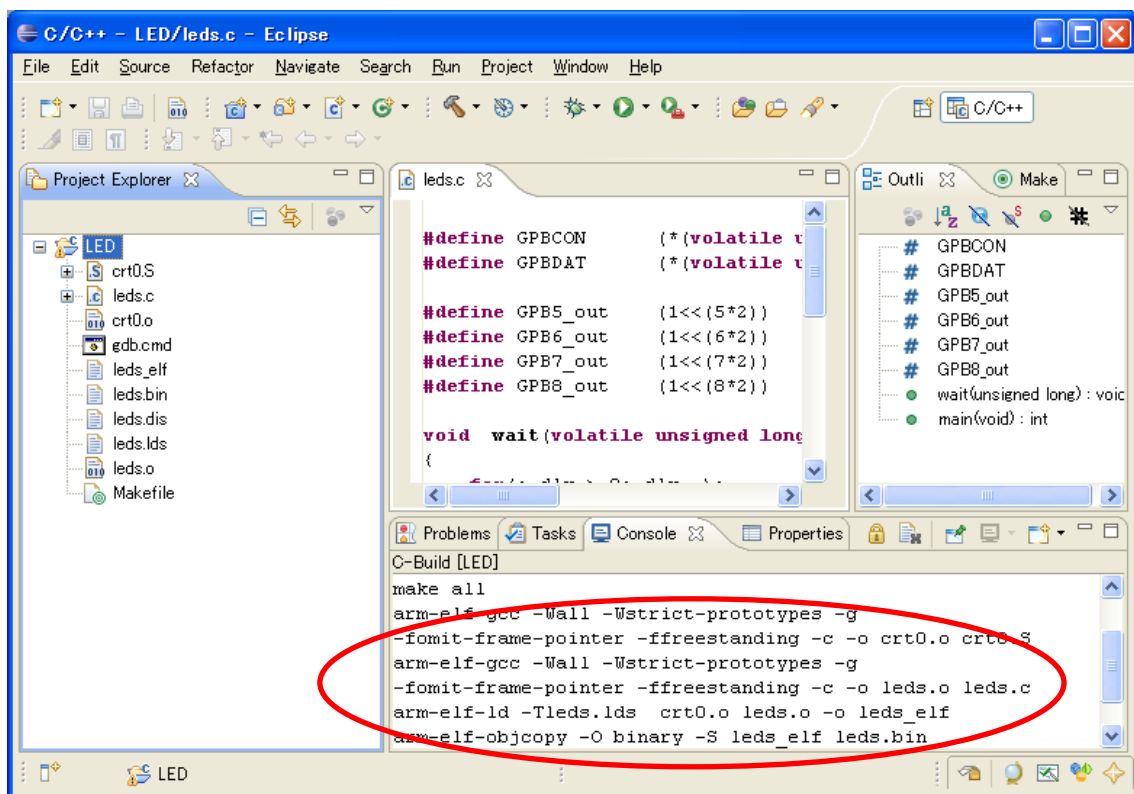 C/C++ - LED/leds.c - Eclipse
File Edit Source Refactor Navigate Search Run Project Window Help
C/C++
Project Explorer
LED
crt0.S
leds.c
crt0.o
gdb.cmd
leds_elf
leds.bin
leds.dis
leds.lds
leds.o
Makefile
leds.c
#define GPBCON (*(volatile u
#define GPBDAT (*(volatile u
#define GPB5_out (1<<(5*2))
#define GPB6_out (1<<(6*2))
#define GPB7_out (1<<(7*2))
#define GPB8_out (1<<(8*2))
void wait(volatile unsigned long
{
Outli Make
GPBCON
GPBDAT
GPB5_out
GPB6_out
GPB7_out
GPB8_out
wait(unsigned long) : voic
main(void) : int
Problems Tasks Console Properties
C-Build [LED]
make all
arm-elf-gcc -Wall -Wstrict-prototypes -g
-fomit-frame-pointer -ffreestanding -c -o crt0.o crt0.S
arm-elf-gcc -Wall -Wstrict-prototypes -g
-fomit-frame-pointer -ffreestanding -c -o leds.o leds.c
arm-elf-ld -Tleds.lds crt0.o leds.o -o leds_elf
arm-elf-objcopy -O binary -S leds_elf leds.bin
LED